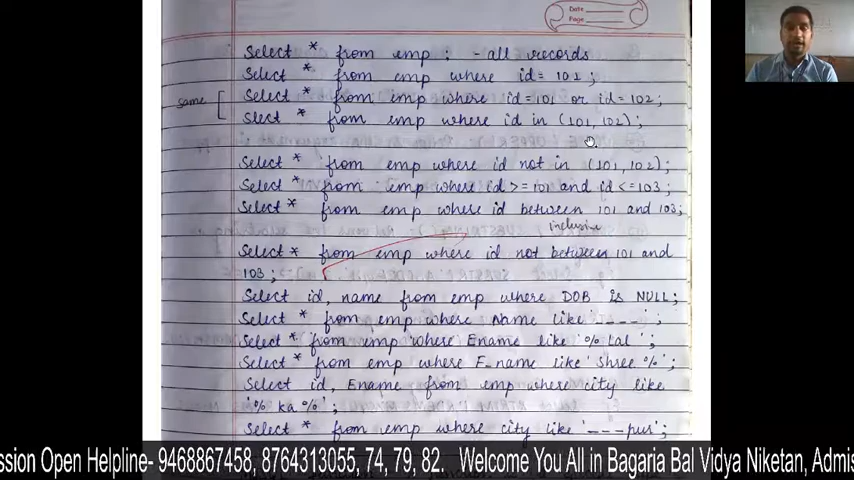 Date
Page
Select * from emp ; - all records
Select * from emp where id= 101 ;
same
Select * from emp where id=101 or id= 102;
Slect * from emp where id in (101, 102);
Select * from emp where id not in (101, 102);
Select * from emp where id >= 101 and id <= 103;
Select * from emp where id between 101 and 103;
inclusive
Select * from emp where id not between 101 and
103 ;
Select id, name from emp where DOB is NULL;
Select * from emp where Name like '_ _ _ _' ;
Select * from emp where Ename like '% Lal ' ;
Select * from emp where E_name like ' Shree %' ;
Select id, Ename from emp where city like
'% ka %' ;
Select * from emp where city like '_ _ _ pur' ;
ssion Open Helpline- 9468867458, 8764313055, 74, 79, 82. Welcome You All in Bagaria Bal Vidya Niketan, Admis